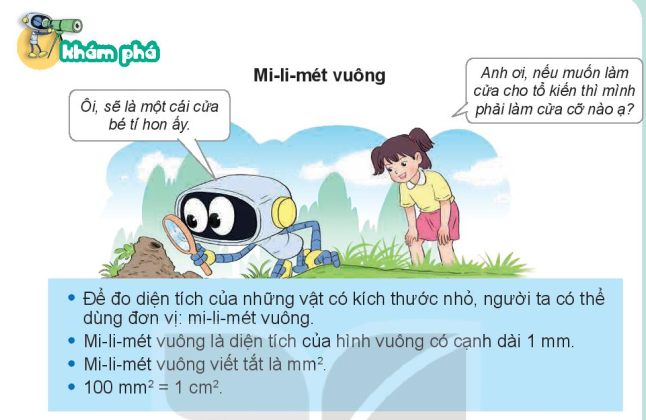 khám phá
Mi-li-mét vuông
Anh ơi, nếu muốn làm
cửa cho tổ kiến thì mình
phải làm cửa cỡ nào ạ?
Ôi, sẽ là một cái cửa
bé tí hon ấy.
• Để đo diện tích của những vật có kích thước nhỏ, người ta có thể
dùng đơn vị: mi-li-mét vuông.
• Mi-li-mét vuông là diện tích của hình vuông có cạnh dài 1 mm.
• Mi-li-mét vuông viết tắt là mm².
• 100 mm² = 1 cm².